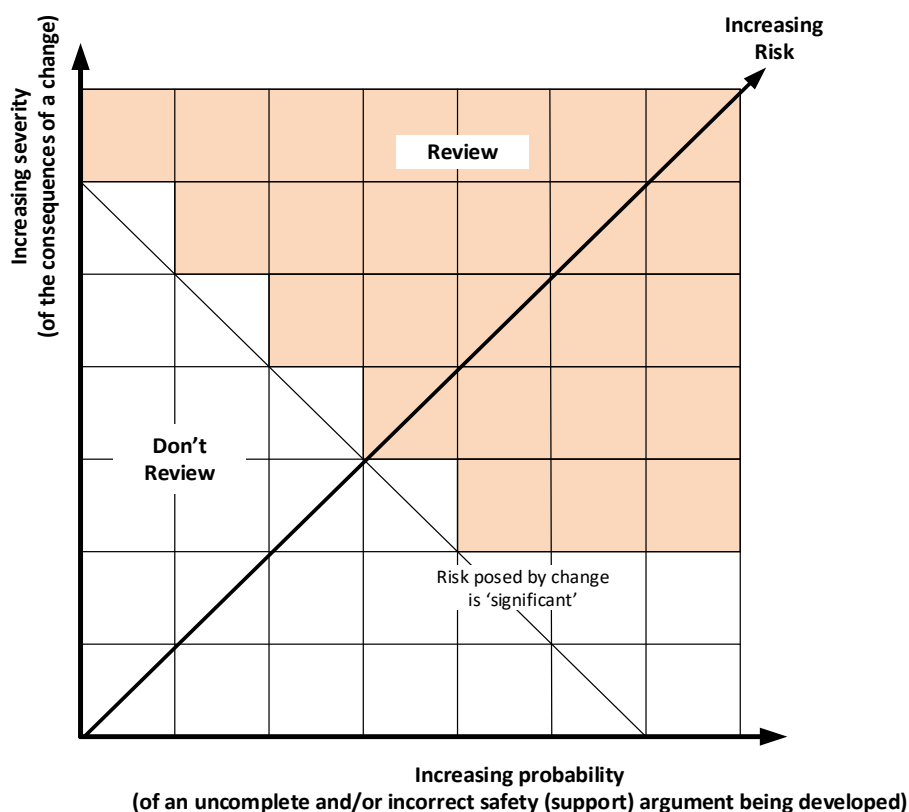 Increasing
Risk
Increasing severity
(of the consequences of a change)
Review
Don’t
Review
Risk posed by change
is ‘significant’
Increasing probability
(of an uncomplete and/or incorrect safety (support) argument being developed)